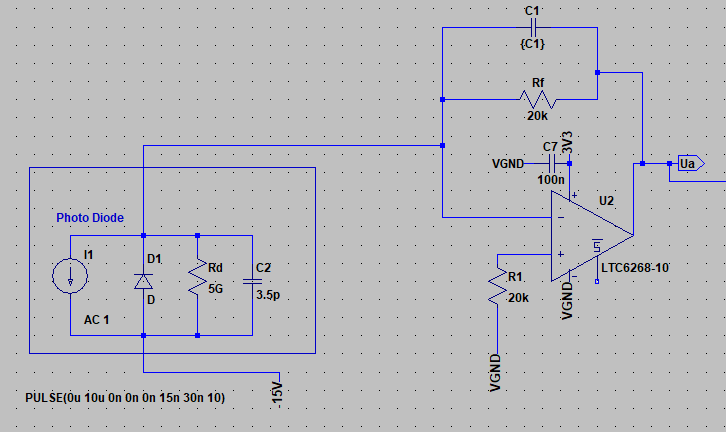 C1
{C1}
Rf
20k
C7
3V3
VGND
100n
Ua
U2
Photo Diode
I1
D1
Rd
C2
5G
3.5p
D
AC 1
R1
20k
LTC6268-10
VGND
VGND
-15V
PULSE(0u 10u 0n 0n 0n 15n 30n 10)